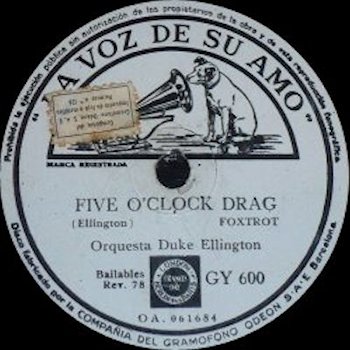 Prohibida la ejecución pública sin autorización de los propietarios de la obra y de esta reproducción fonográfica.
"LA VOZ DE SU AMO"
MARCA REGISTRADA
FIVE O'CLOCK DRAG
(Ellington) FOXTROT
Orquesta Duke Ellington
Bailables
Rev. 78
GY 600
OA. 061684
Disco fabricado por la COMPAÑIA DEL GRAMOFONO ODEON S·A·E Barcelona